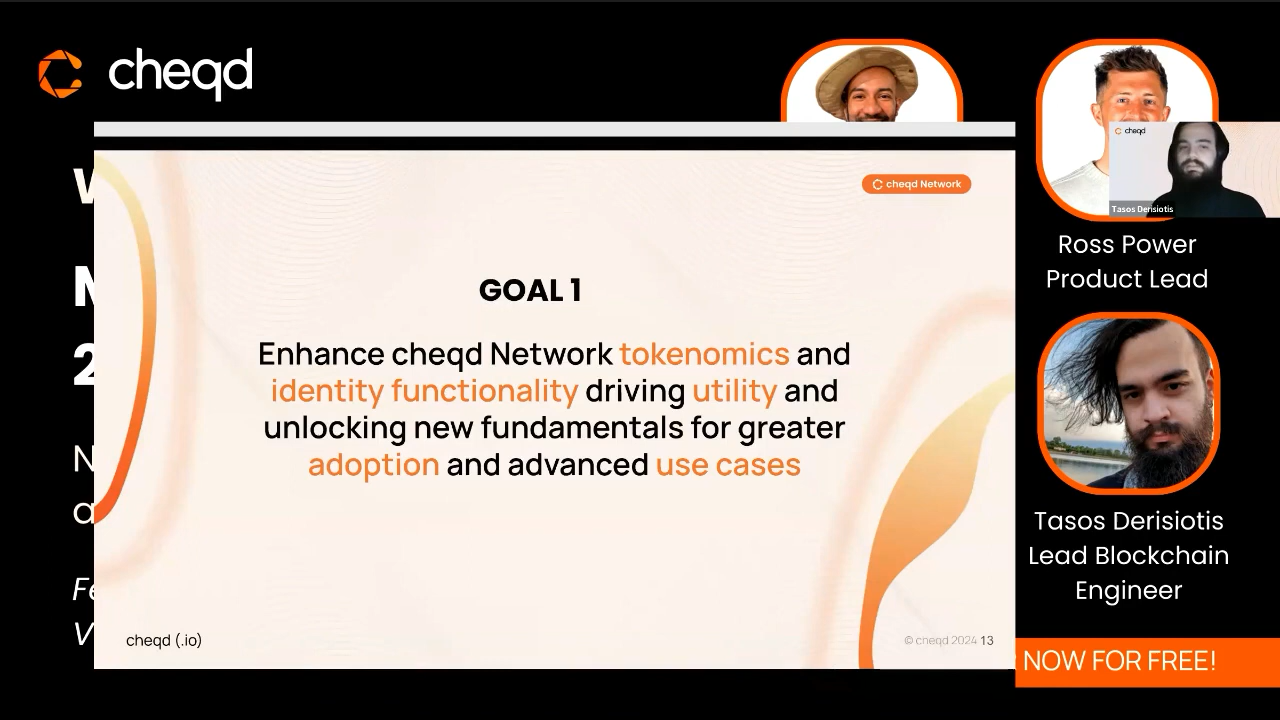 cheqd
cheqd Network
GOAL 1
Enhance cheqd Network tokenomics and
identity functionality driving utility and
unlocking new fundamentals for greater
adoption and advanced use cases
cheqd (.io)
© cheqd 2024 13
cheqd
Tasos Derisiotis
Ross Power
Product Lead
Tasos Derisiotis
Lead Blockchain
Engineer
NOW FOR FREE!